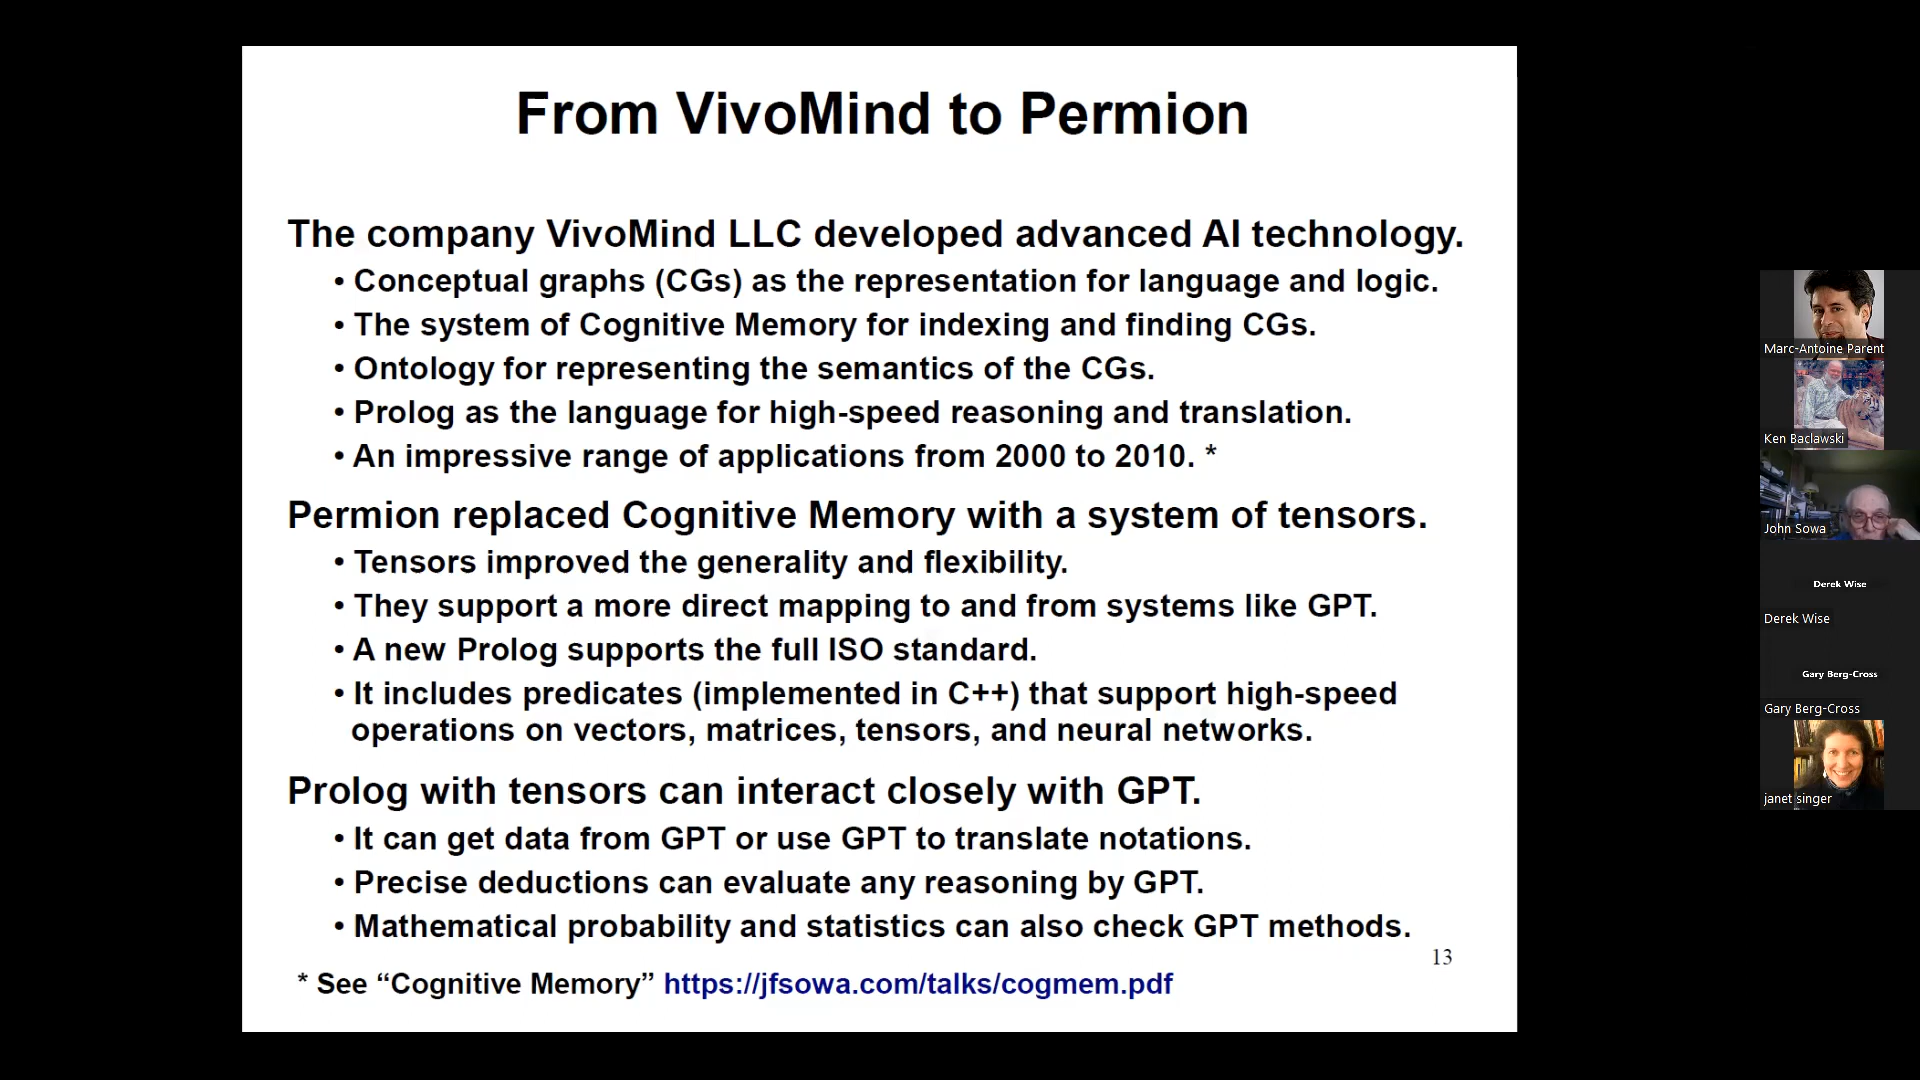 From VivoMind to Permion
The company VivoMind LLC developed advanced AI technology.
• Conceptual graphs (CGs) as the representation for language and logic.
• The system of Cognitive Memory for indexing and finding CGs.
• Ontology for representing the semantics of the CGs.
• Prolog as the language for high-speed reasoning and translation.
• An impressive range of applications from 2000 to 2010. *
Permion replaced Cognitive Memory with a system of tensors.
• Tensors improved the generality and flexibility.
• They support a more direct mapping to and from systems like GPT.
• A new Prolog supports the full ISO standard.
• It includes predicates (implemented in C++) that support high-speed
operations on vectors, matrices, tensors, and neural networks.
Prolog with tensors can interact closely with GPT.
• It can get data from GPT or use GPT to translate notations.
• Precise deductions can evaluate any reasoning by GPT.
• Mathematical probability and statistics can also check GPT methods.
13
* See “Cognitive Memory” https://jfsowa.com/talks/cogmem.pdf
Marc-Antoine Parent
Ken Baclawski
John Sowa
Derek Wise
Derek Wise
Gary Berg-Cross
Gary Berg-Cross
janet singer